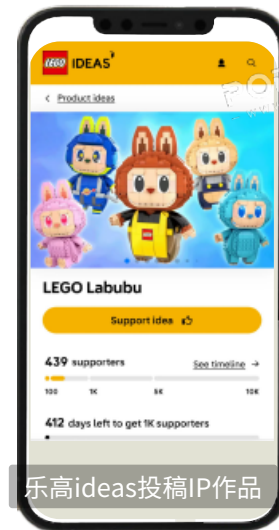 LEGO IDEAS
Product ideas
LEGO
LEGO Labubu
Support idea
439 supporters
See timeline
100 1K 5K 10K
412 days left to get 1K supporters
乐高ideas投稿IP作品